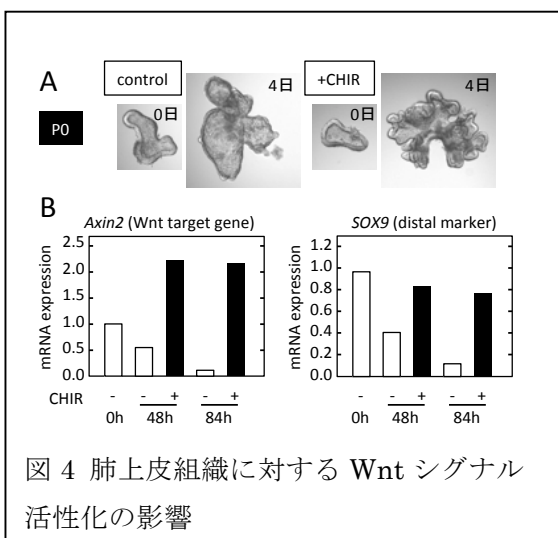 A
control
+CHIR
P0
0日
4日
0日
4日
B
Axin2 (Wnt target gene)
SOX9 (distal marker)
mRNA expression
2.5
2.0
1.5
1.0
0.5
0.0
mRNA expression
1.2
1.0
0.8
0.6
0.4
0.2
0.0
CHIR - - + - +
0h 48h 84h
- - + - +
0h 48h 84h
図 4 肺上皮組織に対する Wnt シグナル
活性化の影響